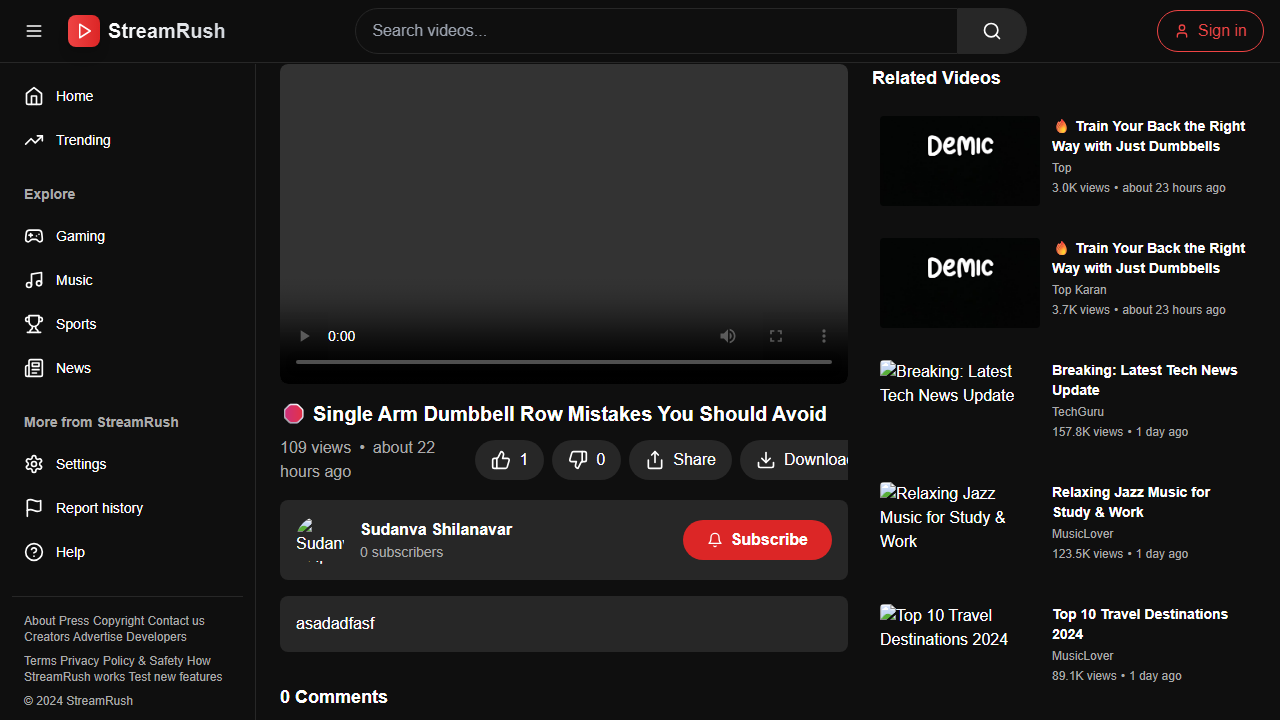 StreamRush
Search videos...
Sign in
Home
Trending
Explore
Gaming
Music
Sports
News
More from StreamRush
Settings
Report history
Help
About Press Copyright Contact us
Creators Advertise Developers
Terms Privacy Policy & Safety How
StreamRush works Test new features
© 2024 StreamRush
0:00
Single Arm Dumbbell Row Mistakes You Should Avoid
109 views • about 22
hours ago
1
0
Share
Download
Sudanva Shilanavar
0 subscribers
Subscribe
asadadfasf
0 Comments
Related Videos
DEMIC
🔥 Train Your Back the Right
Way with Just Dumbbells
Top
3.0K views • about 23 hours ago
DEMIC
🔥 Train Your Back the Right
Way with Just Dumbbells
Top Karan
3.7K views • about 23 hours ago
Breaking: Latest
Tech News Update
Breaking: Latest Tech News
Update
TechGuru
157.8K views • 1 day ago
Relaxing Jazz
Music for Study &
Work
Relaxing Jazz Music for
Study & Work
MusicLover
123.5K views • 1 day ago
Top 10 Travel
Destinations 2024
Top 10 Travel Destinations
2024
MusicLover
89.1K views • 1 day ago